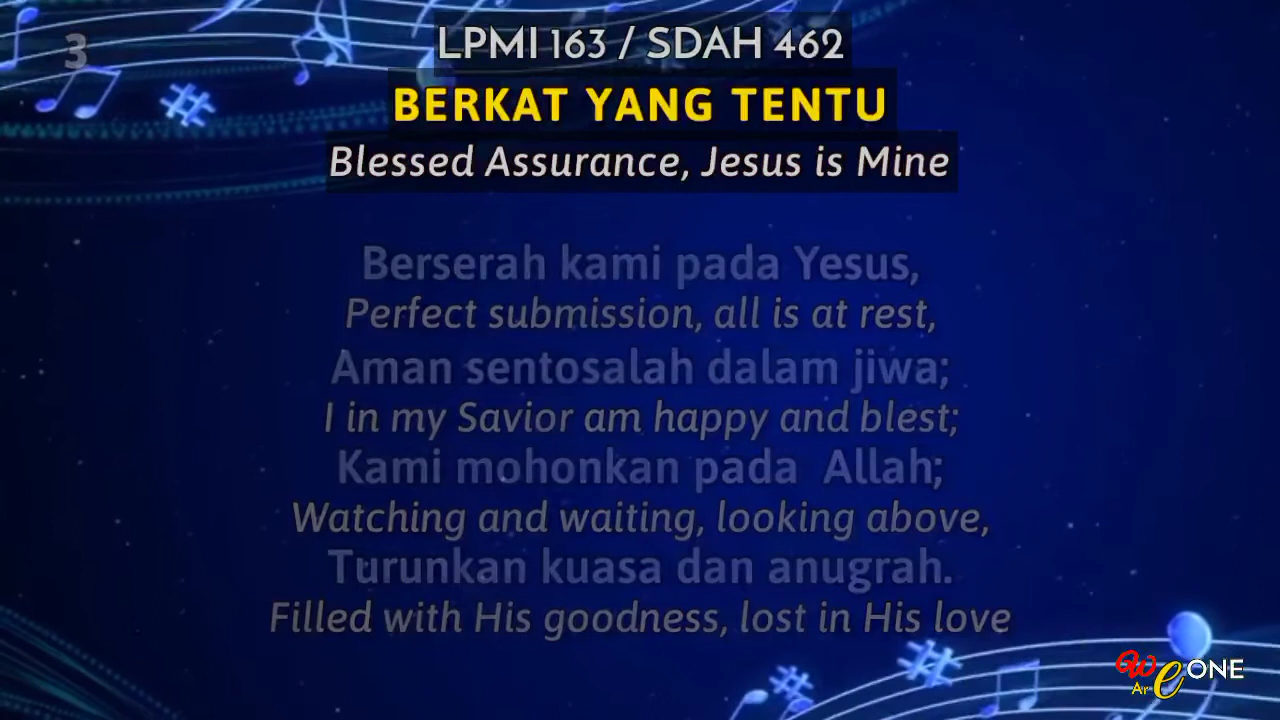 3
LPMI 163 / SDAH 462
BERKAT YANG TENTU
Blessed Assurance, Jesus is Mine
Berserah kami pada Yesus,
Perfect submission, all is at rest,
Aman sentosalah dalam jiwa;
I in my Savior am happy and blest;
Kami mohonkan pada Allah;
Watching and waiting, looking above,
Turunkan kuasa dan anugrah.
Filled with His goodness, lost in His love
We Are ONE